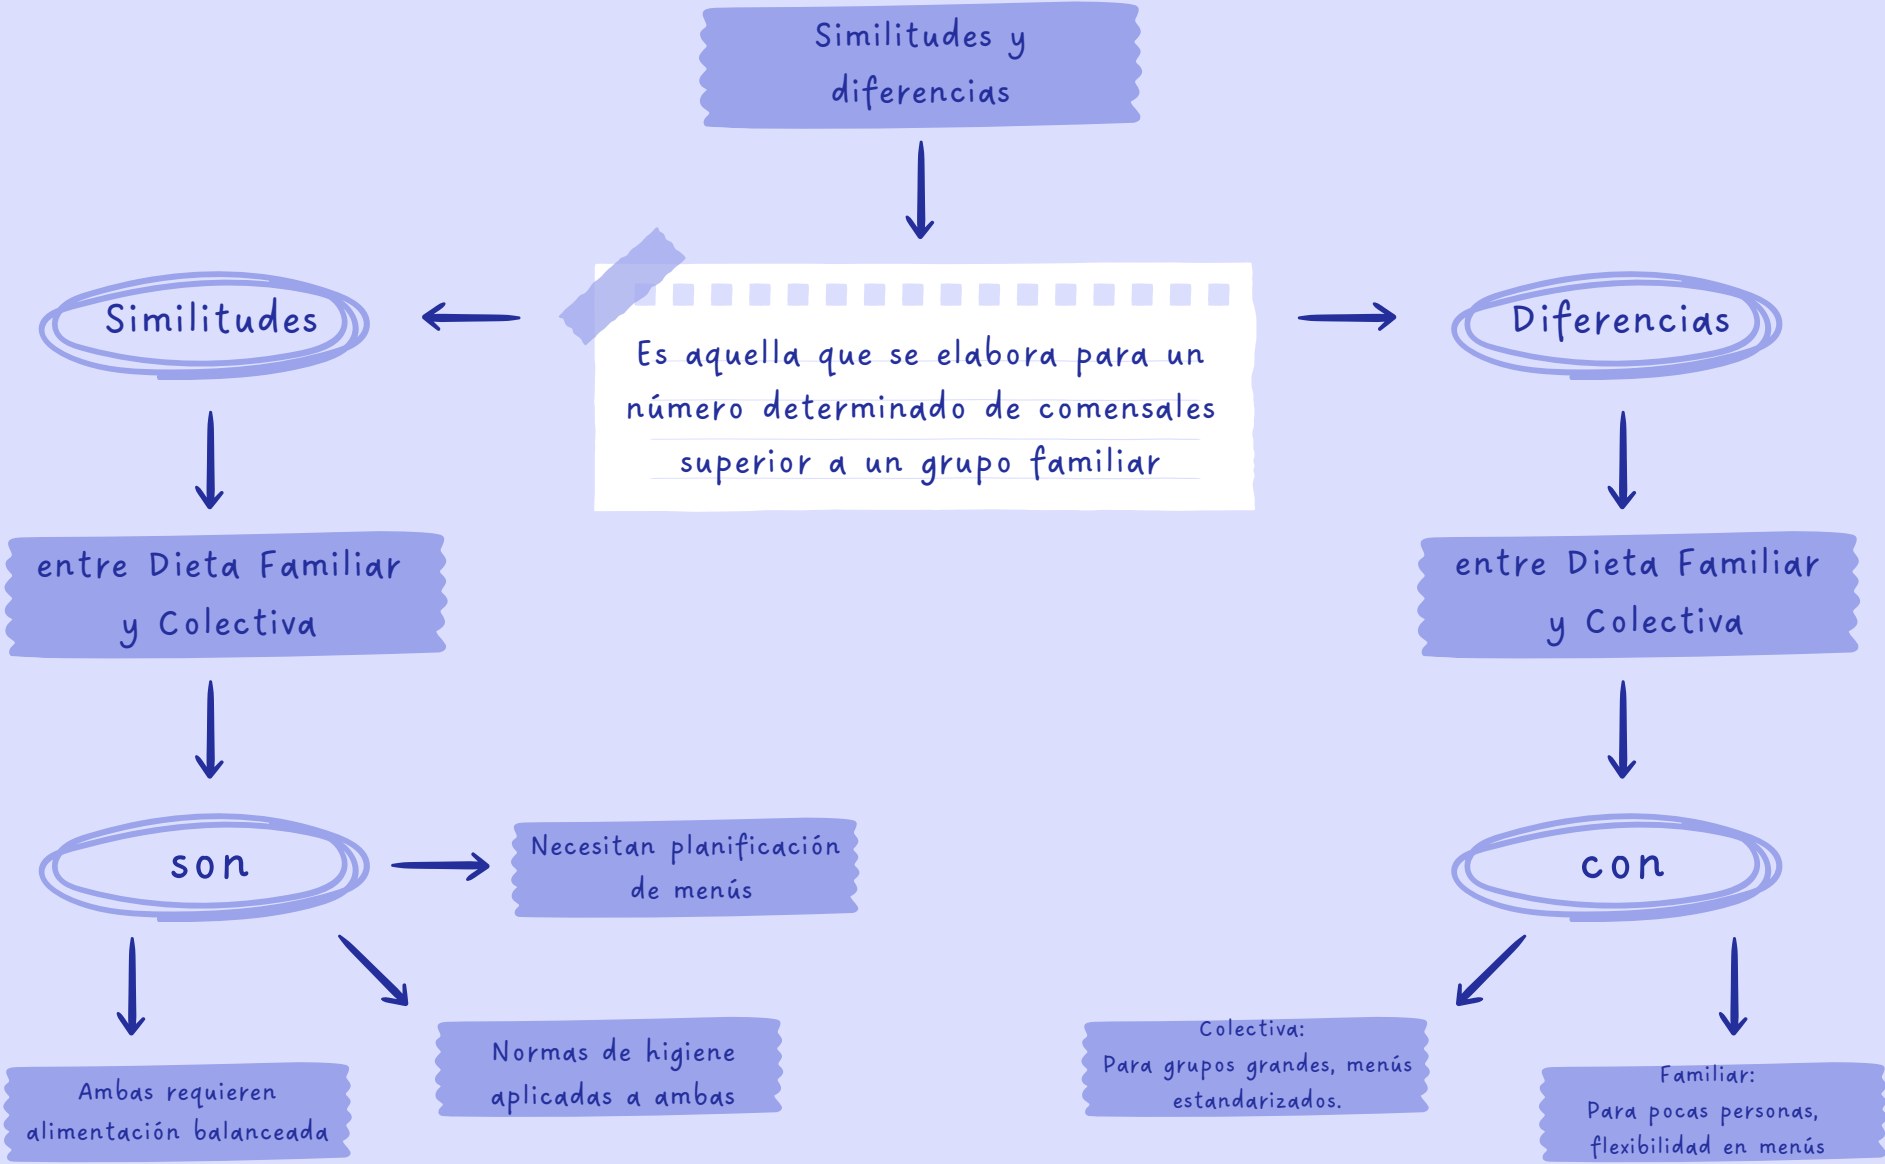 Similitudes y
diferencias
Similitudes
Es aquella que se elabora para un
número determinado de comensales
superior a un grupo familiar
Diferencias
entre Dieta Familiar
y Colectiva
entre Dieta Familiar
y Colectiva
son
Necesitan planificación
de menús
con
Ambas requieren
alimentación balanceada
Normas de higiene
aplicadas a ambas
Colectiva:
Para grupos grandes, menús
estandarizados.
Familiar:
Para pocas personas,
flexibilidad en menús